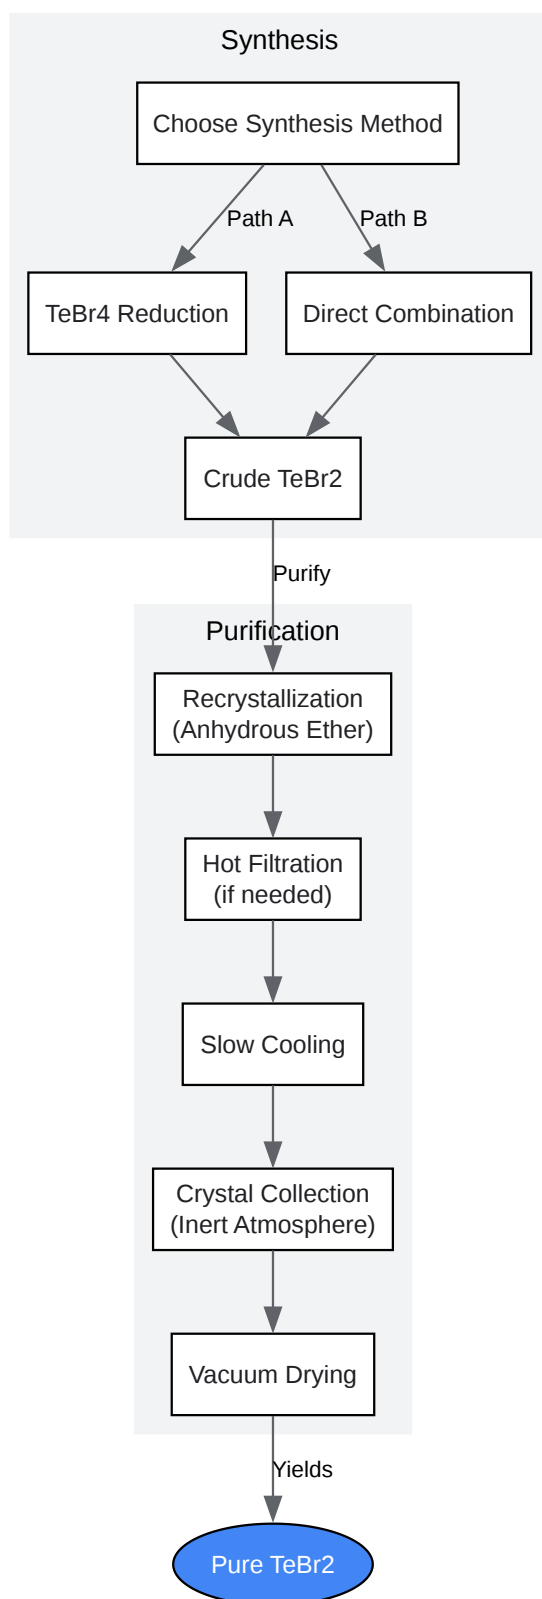 Synthesis
Choose Synthesis Method
Path A
Path B
TeBr4 Reduction
Direct Combination
Crude TeBr2
Purify
Purification
Recrystallization
(Anhydrous Ether)
Hot Filtration
(if needed)
Slow Cooling
Crystal Collection
(Inert Atmosphere)
Vacuum Drying
Yields
Pure TeBr2